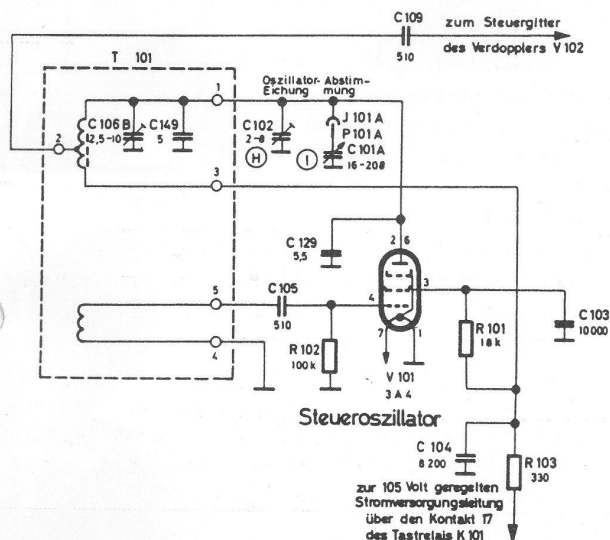 C 109
510
zum Steuergitter
des Verdopplers V 102
T 101
1
Oszillator- Abstim-
Eichung mung
C 106 B
2,5-10
C 149
5
C 102
2-8
H
J 101 A
P 101 A
C 101 A
16-208
I
2
3
C 129
5,5
2 6
5
C 105
510
4
3
R 102
100 k
7
1
R 101
18 k
C 103
10 000
4
V 101
3 A 4
Steueroszillator
C 104
8 200
R 103
330
zur 105 Volt geregelten
Stromversorgungsleitung
über den Kontakt 17
des Tastrelais K 101